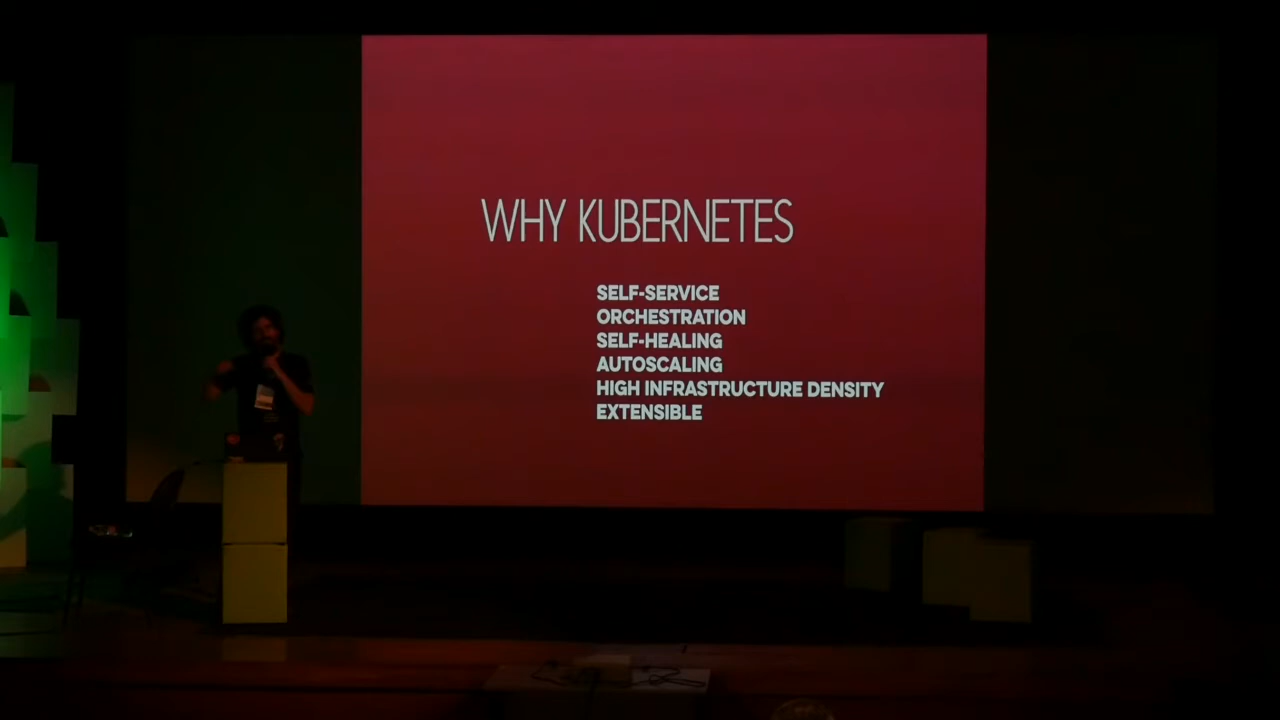 WHY KUBERNETES
SELF-SERVICE
ORCHESTRATION
SELF-HEALING
AUTOSCALING
HIGH INFRASTRUCTURE DENSITY
EXTENSIBLE